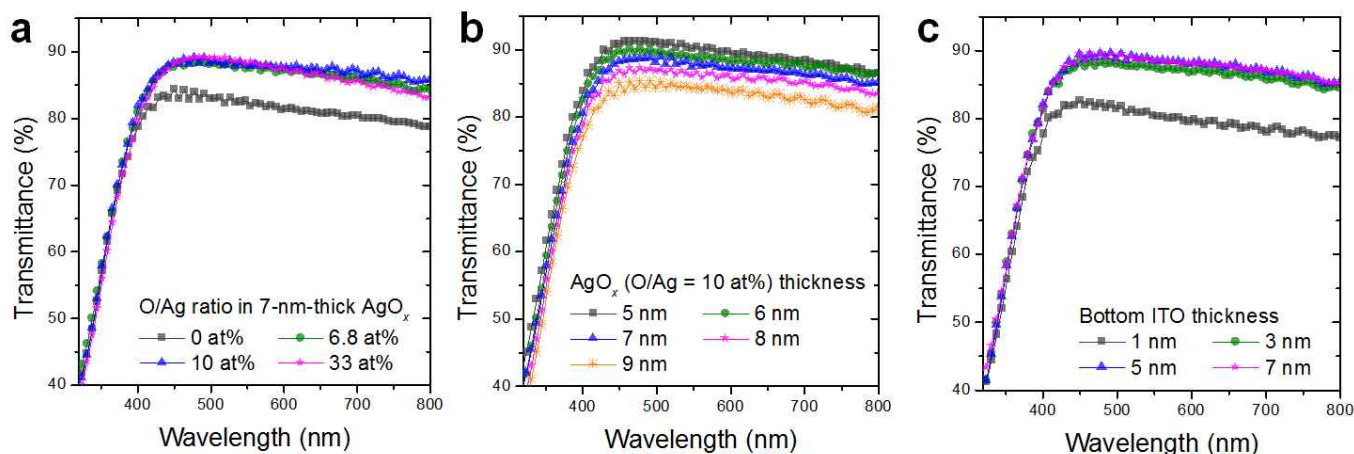 a
Transmittance (%)
90
80
70
60
50
40
400
500
600
700
800
Wavelength (nm)
O/Ag ratio in 7-nm-thick AgOx
0 at% 6.8 at%
10 at% 33 at%
b
Transmittance (%)
90
80
70
60
50
40
400
500
600
700
800
Wavelength (nm)
AgOx (O/Ag = 10 at%) thickness
5 nm 6 nm
7 nm 8 nm
9 nm
c
Transmittance (%)
90
80
70
60
50
40
400
500
600
700
800
Wavelength (nm)
Bottom ITO thickness
1 nm 3 nm
5 nm 7 nm